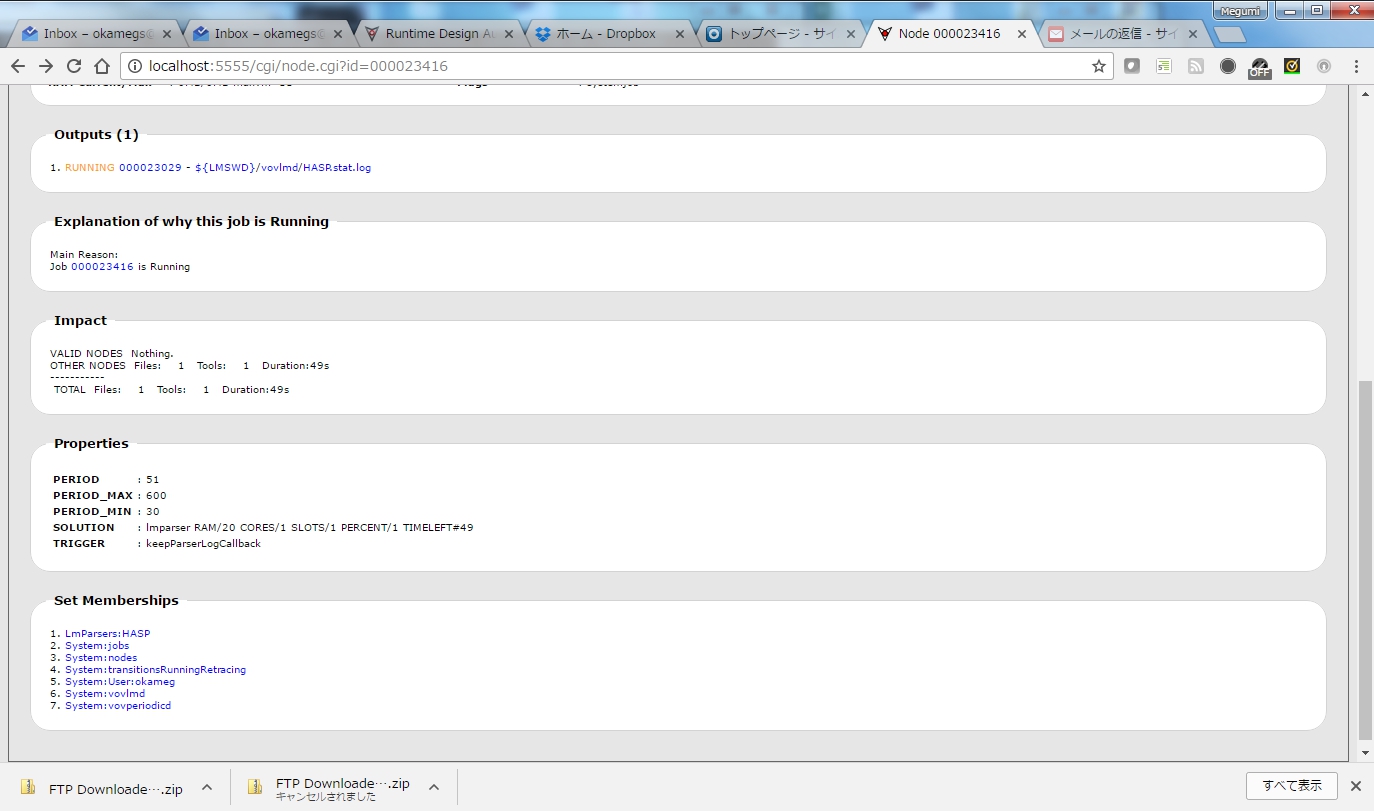 Megumi
Inbox – okamegs@
Inbox – okamegs@
Runtime Design Au
ホーム - Dropbox
トップページ - サイ
Node 000023416
メールの返信 - サイ
localhost:5555/cgi/node.cgi?id=000023416
OFF
Outputs (1)
1. RUNNING 000023029 - ${LMSWD}/vovlmd/HASP.stat.log
Explanation of why this job is Running
Main Reason:
Job 000023416 is Running
Impact
VALID NODES Nothing.
OTHER NODES Files: 1 Tools: 1 Duration:49s
-----------
TOTAL Files: 1 Tools: 1 Duration:49s
Properties
PERIOD : 51
PERIOD_MAX : 600
PERIOD_MIN : 30
SOLUTION : lmparser RAM/20 CORES/1 SLOTS/1 PERCENT/1 TIMELEFT#49
TRIGGER : keepParserLogCallback
Set Memberships
1. LmParsers:HASP
2. System:jobs
3. System:nodes
4. System:transitionsRunningRetracing
5. System:User:okameg
6. System:vovlmd
7. System:vovperiodicd
FTP Downloade….zip
FTP Downloade….zip
キャンセルされました
すべて表示